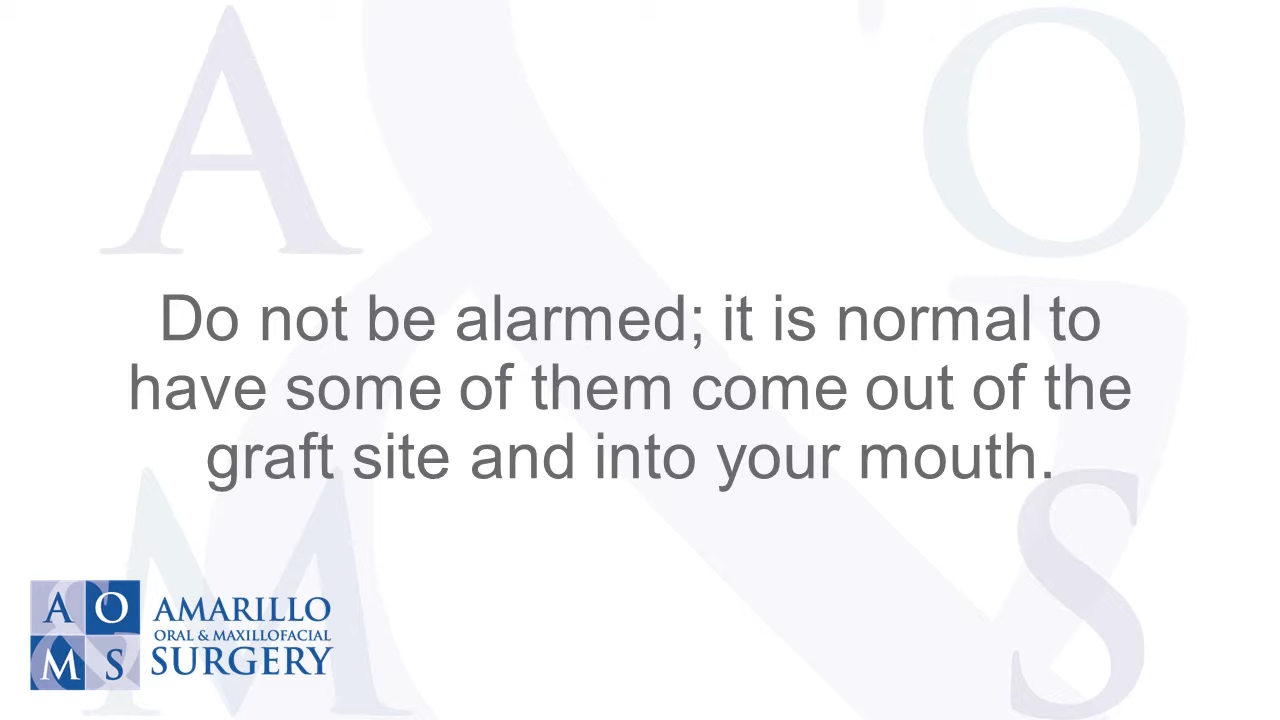 A O
Do not be alarmed; it is normal to
have some of them come out of the
graft site and into your mouth.
M S
A O
M S
AMARILLO
ORAL & MAXILLOFACIAL
SURGERY